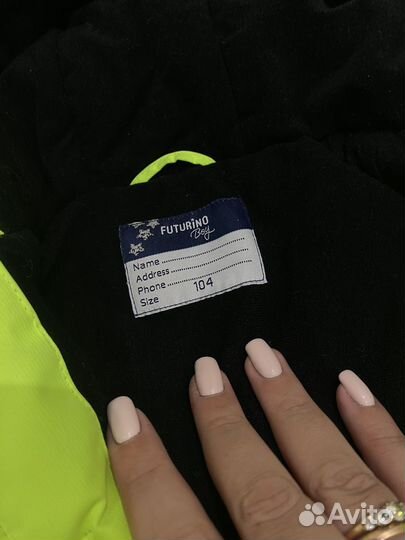 FUTURiNO
Boy
Name..............................
Address..........................
Phone............................
Size 104
Avito